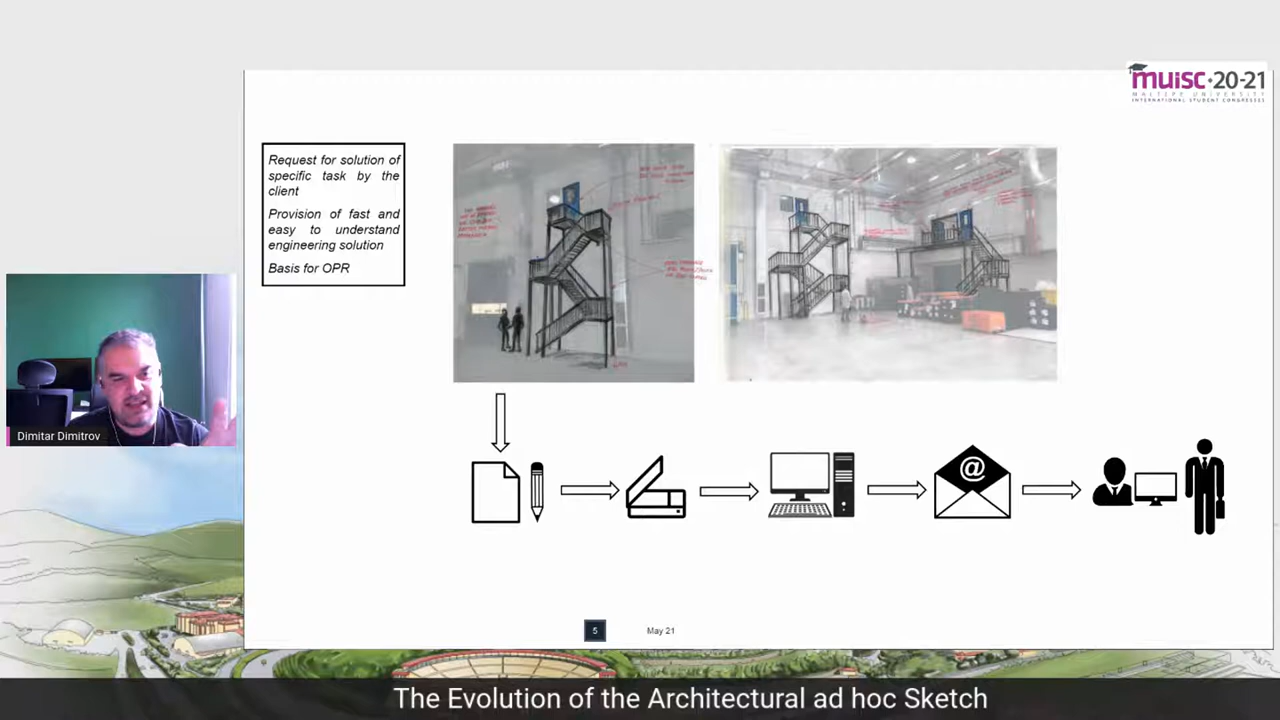 muisc·20-21
MALTEPE UNIVERSITY
INTERNATIONAL STUDENT CONGRESSES
Request for solution of
specific task by the
client
Provision of fast and
easy to understand
engineering solution
Basis for OPR
@
Dimitar Dimitrov
5
May 21
The Evolution of the Architectural ad hoc Sketch